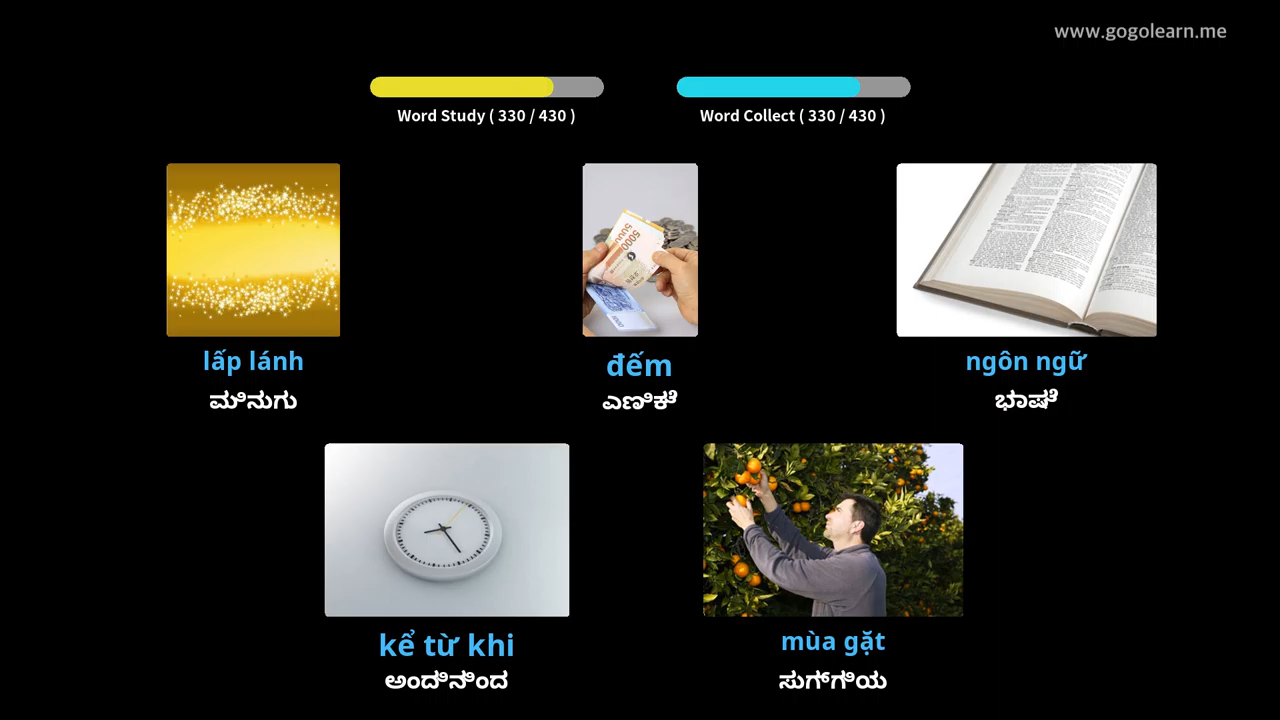 www.gogolearn.me
Word Study ( 330 / 430 )
Word Collect ( 330 / 430 )
lấp lánh
ಮಿನುಗು
đếm
ಎಣಿಕೆ
ngôn ngữ
ಭಾಷೆ
kể từ khi
ಅಂದಿನಿಂದ
mùa gặt
ಸುಗ್ಗಿಯ